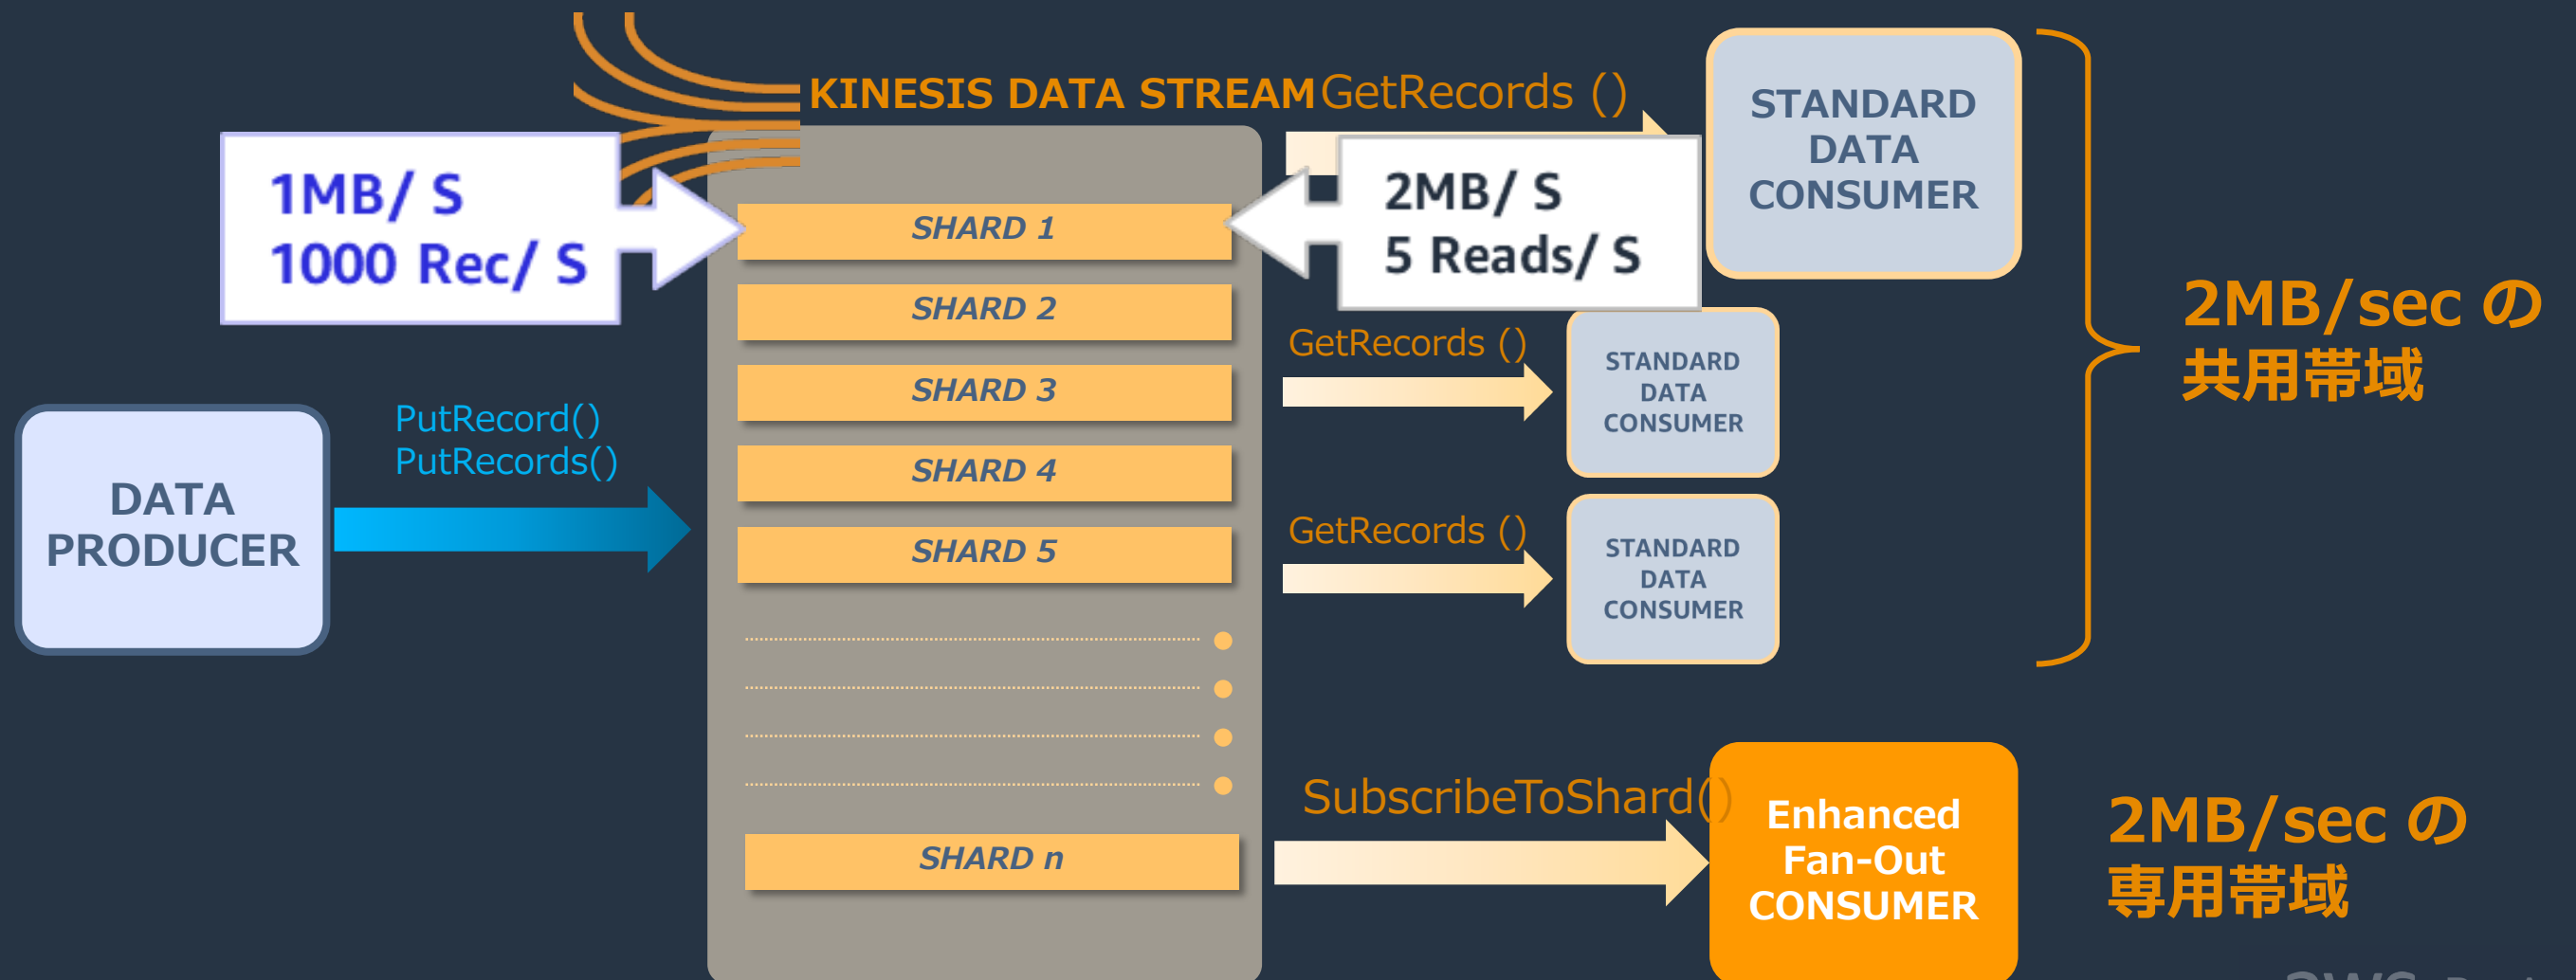 KINESIS DATA STREAM
GetRecords ()
STANDARD
DATA
CONSUMER
1MB/ S
1000 Rec/ S
2MB/ S
5 Reads/ S
SHARD 1
SHARD 2
SHARD 3
SHARD 4
SHARD 5
SHARD n
GetRecords ()
STANDARD
DATA
CONSUMER
GetRecords ()
STANDARD
DATA
CONSUMER
2MB/sec の
共用帯域
PutRecord()
PutRecords()
DATA
PRODUCER
SubscribeToShard()
Enhanced
Fan-Out
CONSUMER
2MB/sec の
専用帯域